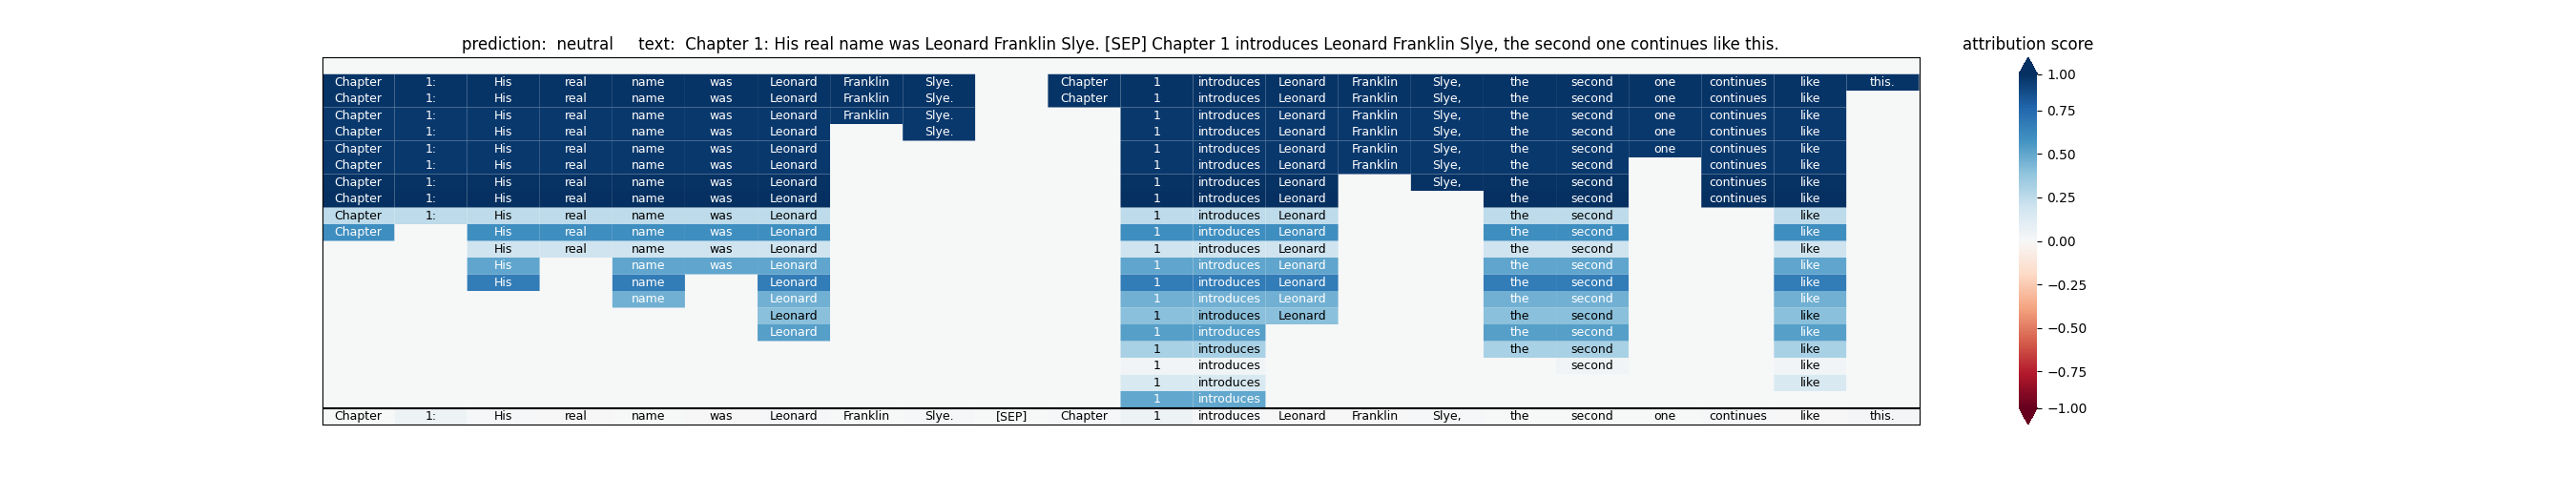 prediction:  neutral     text:  Chapter 1: His real name was Leonard Franklin Slye. [SEP] Chapter 1 introduces Leonard Franklin Slye, the second one continues like this.     attribution score
Chapter 1: His real name was Leonard Franklin Slye. Chapter 1 introduces Leonard Franklin Slye, the second one continues like this. 1.00
Chapter 1: His real name was Leonard Franklin Slye. Chapter 1 introduces Leonard Franklin Slye, the second one continues like
Chapter 1: His real name was Leonard Franklin Slye. 1 introduces Leonard Franklin Slye, the second one continues like 0.75
Chapter 1: His real name was Leonard Slye. 1 introduces Leonard Franklin Slye, the second one continues like
Chapter 1: His real name was Leonard 1 introduces Leonard Franklin Slye, the second one continues like 0.50
Chapter 1: His real name was Leonard 1 introduces Leonard Franklin Slye, the second continues like
Chapter 1: His real name was Leonard 1 introduces Leonard Slye, the second continues like
Chapter 1: His real name was Leonard 1 introduces Leonard the second continues like 0.25
Chapter 1: His real name was Leonard 1 introduces Leonard the second like
Chapter His real name was Leonard 1 introduces Leonard the second like 0.00
His real name was Leonard 1 introduces Leonard the second like
His name was Leonard 1 introduces Leonard the second like
His name Leonard 1 introduces Leonard the second like −0.25
name Leonard 1 introduces Leonard the second like
Leonard 1 introduces Leonard the second like −0.50
Leonard 1 introduces the second like
1 introduces the second like
1 introduces second like −0.75
1 introduces like
1 introduces −1.00
Chapter 1: His real name was Leonard Franklin Slye. [SEP] Chapter 1 introduces Leonard Franklin Slye, the second one continues like this.